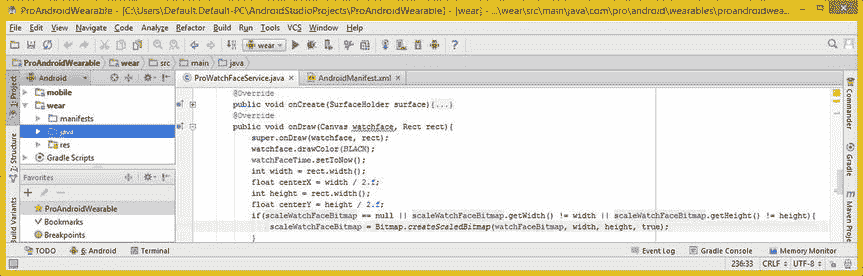 ProAndroidWearable - [C:\Users\Default.Default-PC\AndroidStudioProjects\ProAndroidWearable] - [wear] - ...\wear\src\main\java\com\pro\android\wearables\proandroidwea...
File Edit View Navigate Code Analyze Refactor Build Run Tools VCS Window Help
wear
ProAndroidWearable wear src main java
Android
ProWatchFaceService.java AndroidManifest.xml
mobile
wear
manifests
java
res
Gradle Scripts
Favorites
ProAndroidWearable
Bookmarks
Breakpoints
1: Project
7: Structure
Build Variants
@Override
public void onCreate(SurfaceHolder surface){...}
@Override
public void onDraw(Canvas watchface, Rect rect){
super.onDraw(watchface, rect);
watchface.drawColor(BLACK);
watchFaceTime.setToNow();
int width = rect.width();
float centerX = width / 2.f;
int height = rect.width();
float centerY = height / 2.f;
if(scaleWatchFaceBitmap == null || scaleWatchFaceBitmap.getWidth() != width || scaleWatchFaceBitmap.getHeight() != height){
scaleWatchFaceBitmap = Bitmap.createScaledBitmap(watchFaceBitmap, width, height, true);
}
Commander
Gradle
Maven Proje
TODO 6: Android Terminal Event Log Gradle Console Memory Monitor
236:33 CRLF UTF-8